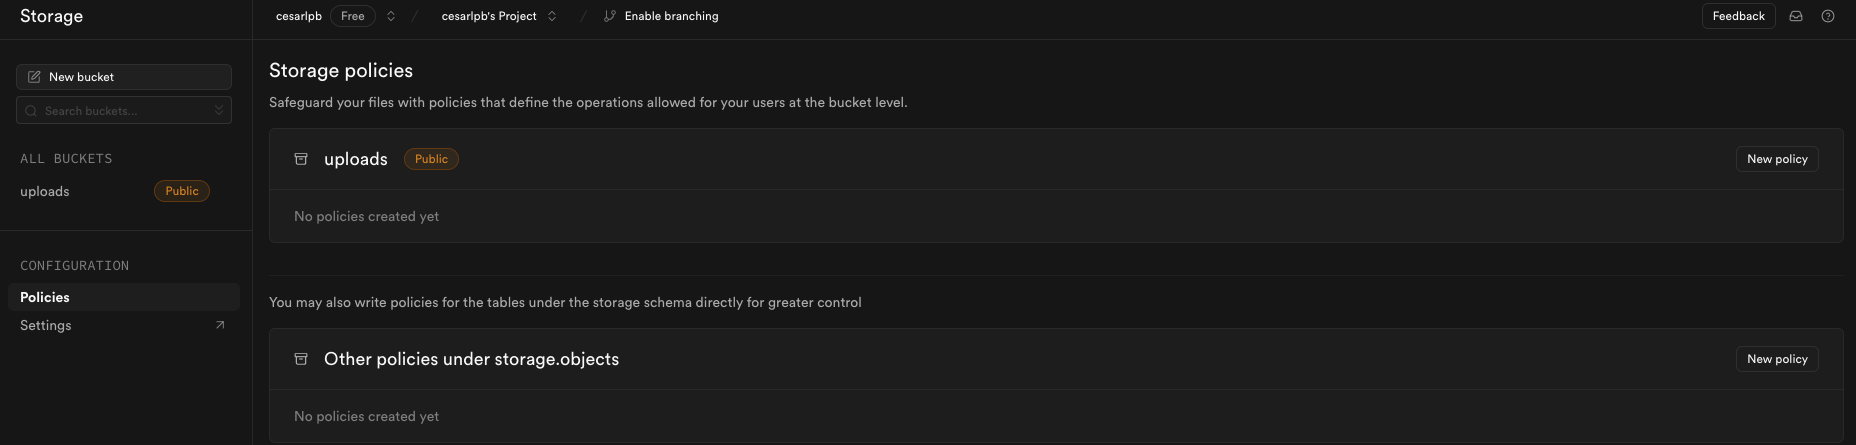 Storage
cesarlpb Free / cesarlpb's Project / Enable branching
Feedback
New bucket
Search buckets...
ALL BUCKETS
uploads Public
CONFIGURATION
Policies
Settings
Storage policies
Safeguard your files with policies that define the operations allowed for your users at the bucket level.
uploads Public New policy
No policies created yet
You may also write policies for the tables under the storage schema directly for greater control
Other policies under storage.objects New policy
No policies created yet